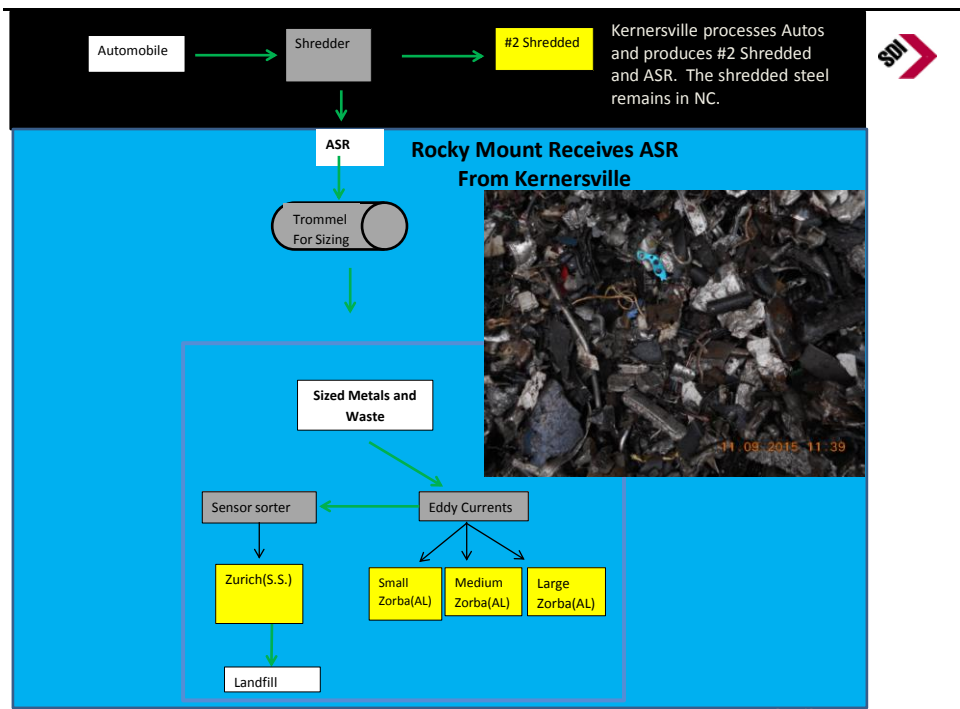 Automobile
Shredder
#2 Shredded
Kernersville processes Autos
and produces #2 Shredded
and ASR.  The shredded steel
remains in NC.
SDI
ASR
Rocky Mount Receives ASR
From Kernersville
Trommel
For Sizing
Sized Metals and
Waste
11.09.2015 11:39
Sensor sorter
Eddy Currents
Zurich(S.S.)
Small
Zorba(AL)
Medium
Zorba(AL)
Large
Zorba(AL)
Landfill